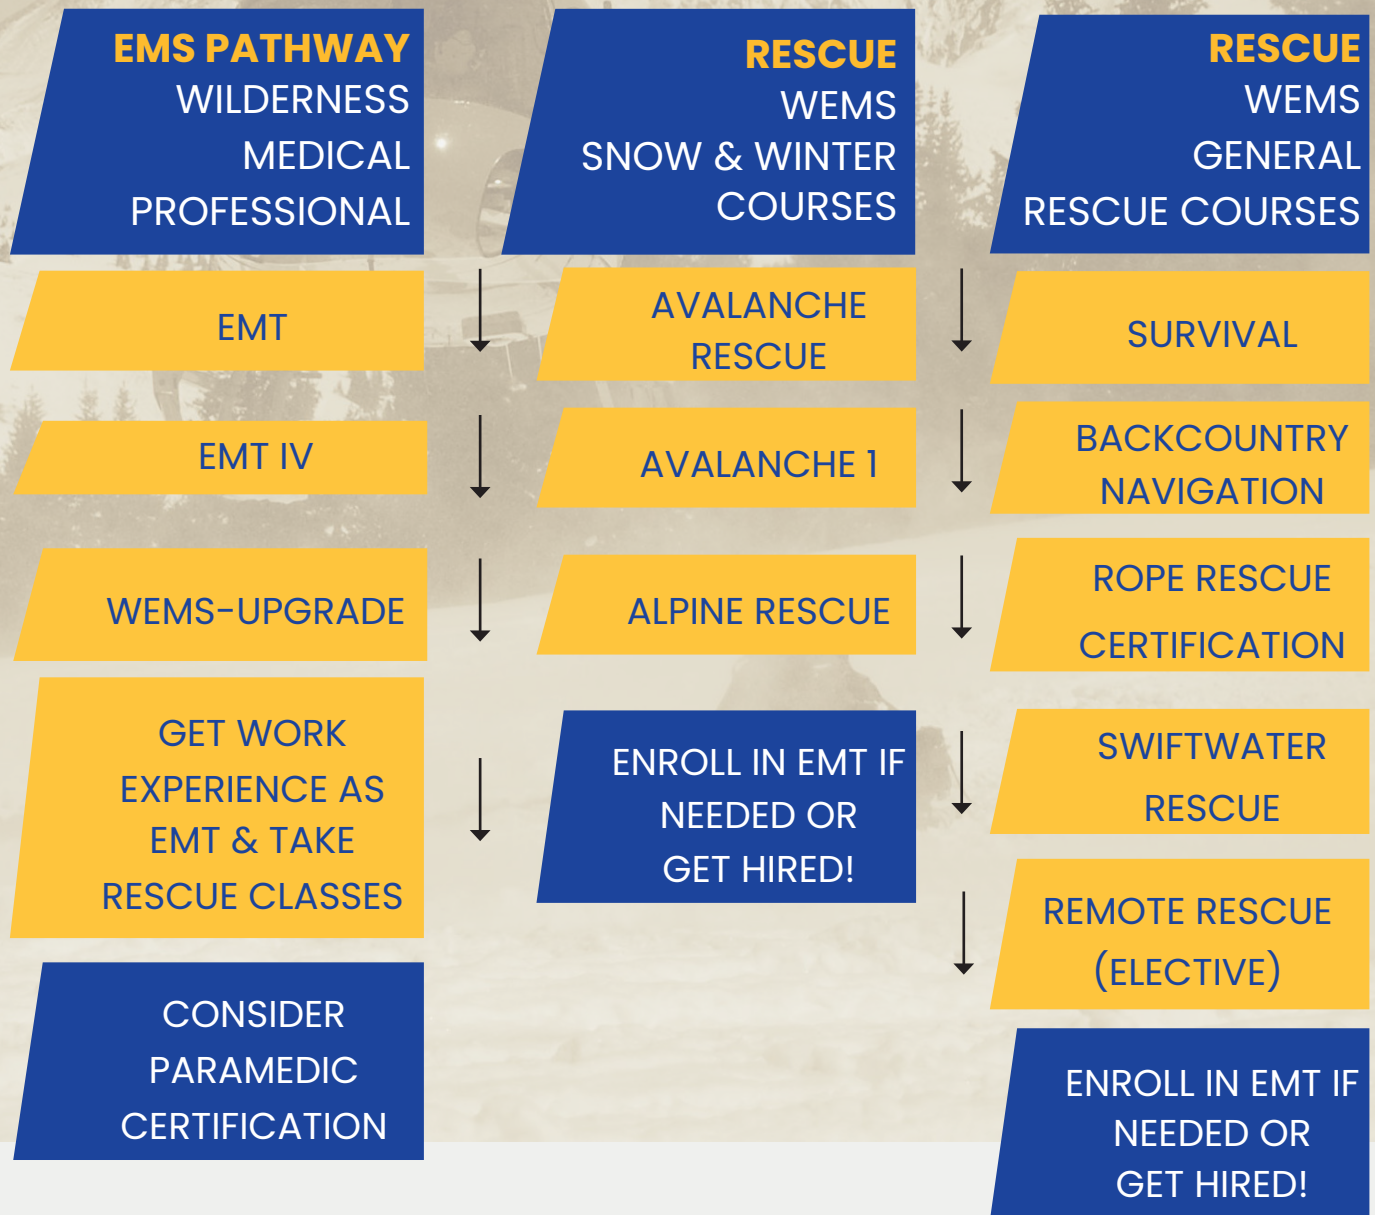 EMS PATHWAY
WILDERNESS
MEDICAL
PROFESSIONAL
EMT
EMT IV
WEMS-UPGRADE
GET WORK
EXPERIENCE AS
EMT & TAKE
RESCUE CLASSES
CONSIDER
PARAMEDIC
CERTIFICATION
RESCUE
WEMS
SNOW & WINTER
COURSES
AVALANCHE
RESCUE
AVALANCHE 1
ALPINE RESCUE
ENROLL IN EMT IF
NEEDED OR
GET HIRED!
RESCUE
WEMS
GENERAL
RESCUE COURSES
SURVIVAL
BACKCOUNTRY
NAVIGATION
ROPE RESCUE
CERTIFICATION
SWIFTWATER
RESCUE
REMOTE RESCUE
(ELECTIVE)
ENROLL IN EMT IF
NEEDED OR
GET HIRED!